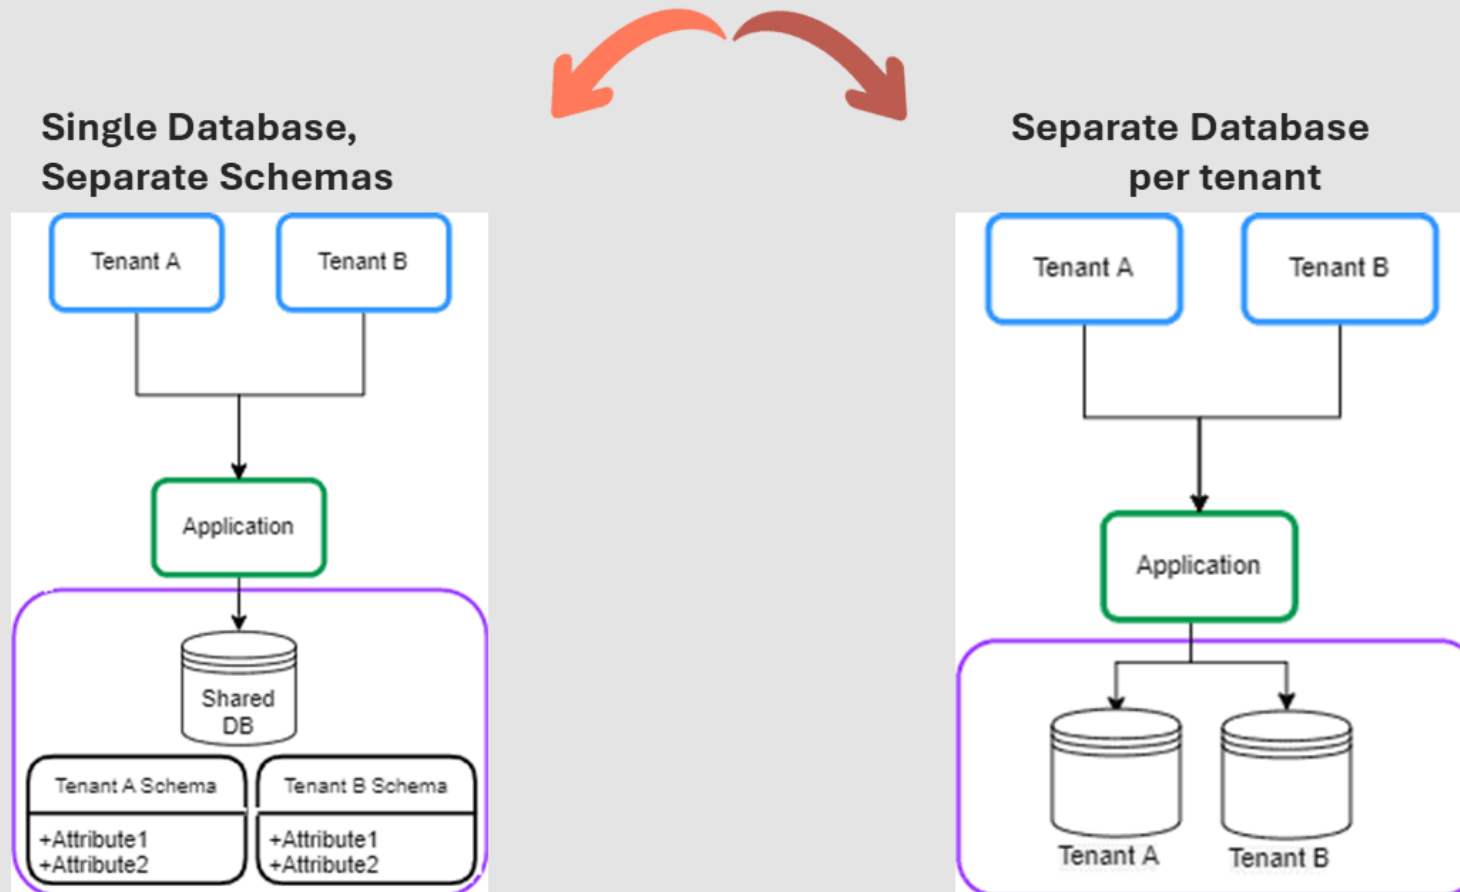 Single Database,
Separate Schemas
Tenant A
Tenant B
Application
Shared
DB
Tenant A Schema
+Attribute1
+Attribute2
Tenant B Schema
+Attribute1
+Attribute2
Separate Database
per tenant
Tenant A
Tenant B
Application
Tenant A
Tenant B